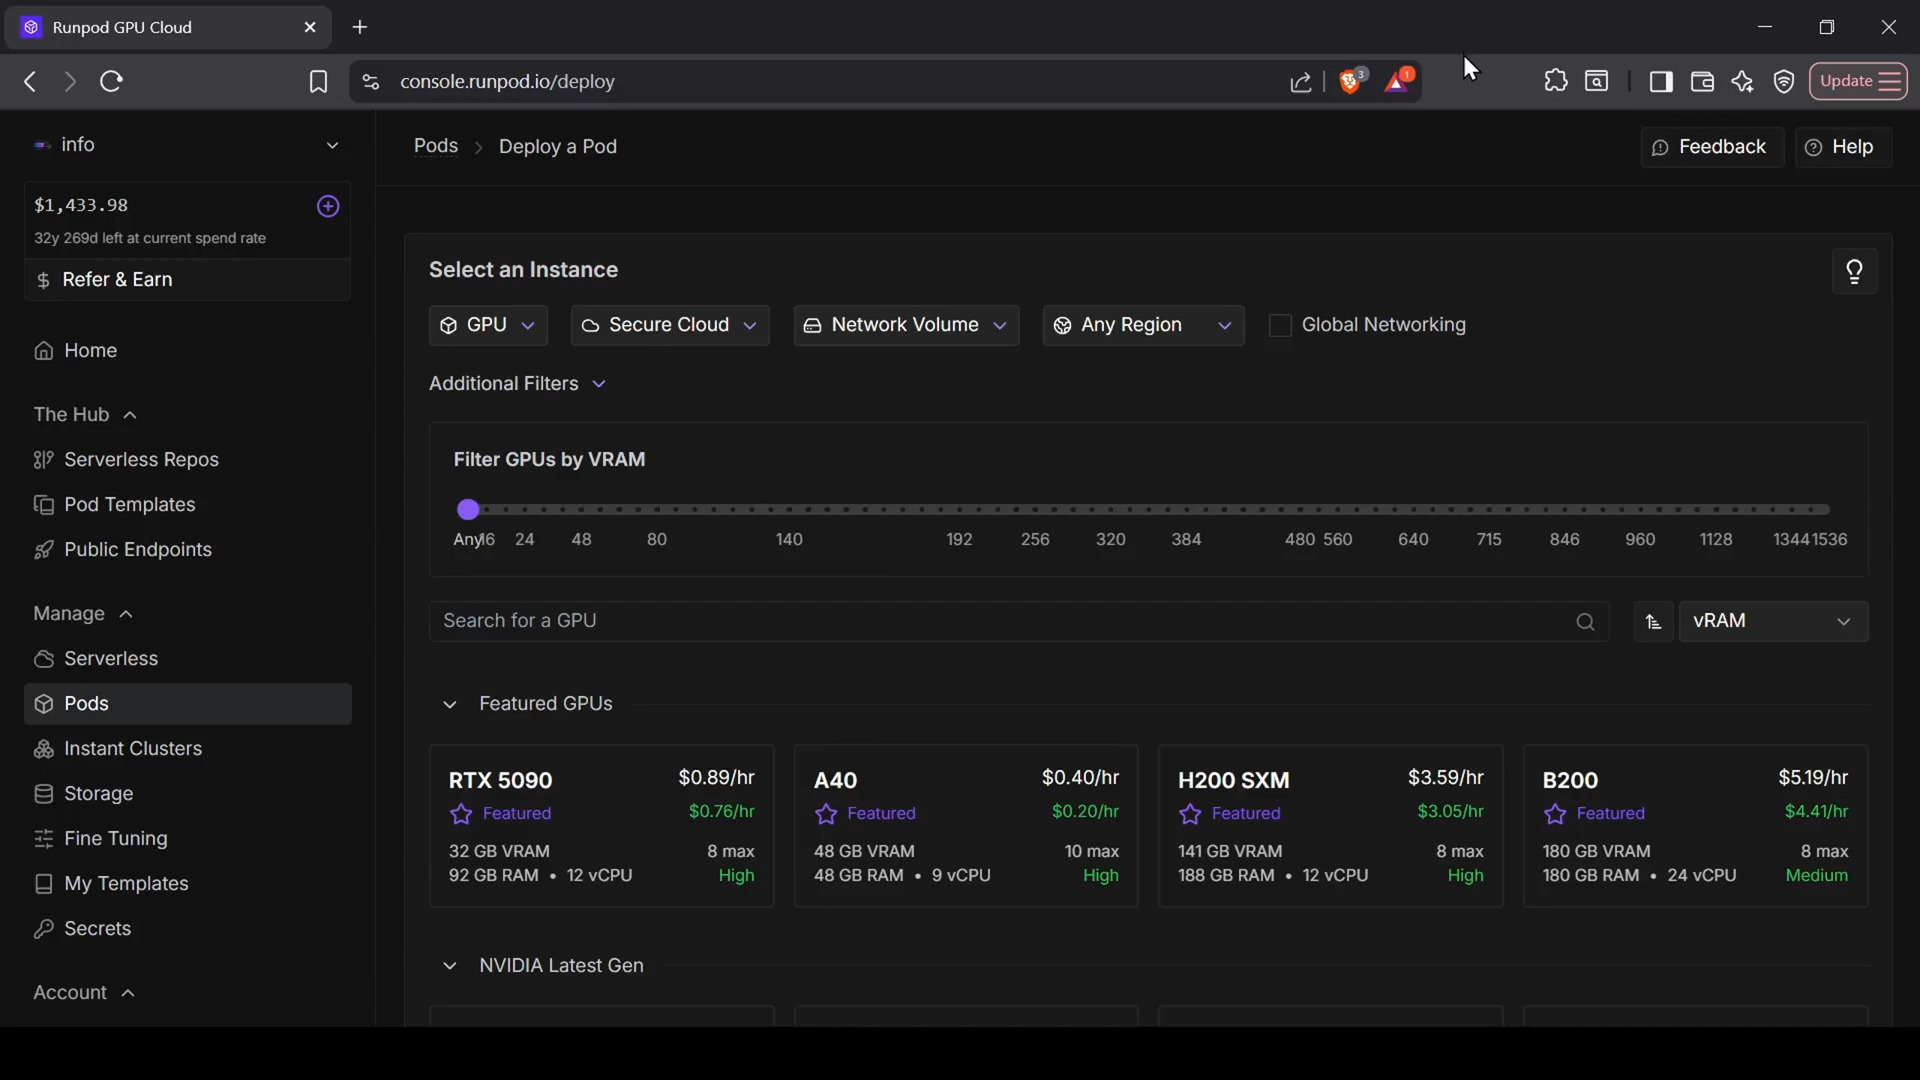 Runpod GPU Cloud
console.runpod.io/deploy
3
1
Update
info
$1,433.98
32y 269d left at current spend rate
Refer & Earn
Home
The Hub
Serverless Repos
Pod Templates
Public Endpoints
Manage
Serverless
Pods
Instant Clusters
Storage
Fine Tuning
My Templates
Secrets
Account
Pods > Deploy a Pod
Feedback
Help
Select an Instance
GPU
Secure Cloud
Network Volume
Any Region
Global Networking
Additional Filters
Filter GPUs by VRAM
Any 16 24 48 80 140 192 256 320 384 480 560 640 715 846 960 1128 1344 1536
Search for a GPU
vRAM
Featured GPUs
RTX 5090 $0.89/hr
Featured $0.76/hr
32 GB VRAM 8 max
92 GB RAM • 12 vCPU High
A40 $0.40/hr
Featured $0.20/hr
48 GB VRAM 10 max
48 GB RAM • 9 vCPU High
H200 SXM $3.59/hr
Featured $3.05/hr
141 GB VRAM 8 max
188 GB RAM • 12 vCPU High
B200 $5.19/hr
Featured $4.41/hr
180 GB VRAM 8 max
180 GB RAM • 24 vCPU Medium
NVIDIA Latest Gen